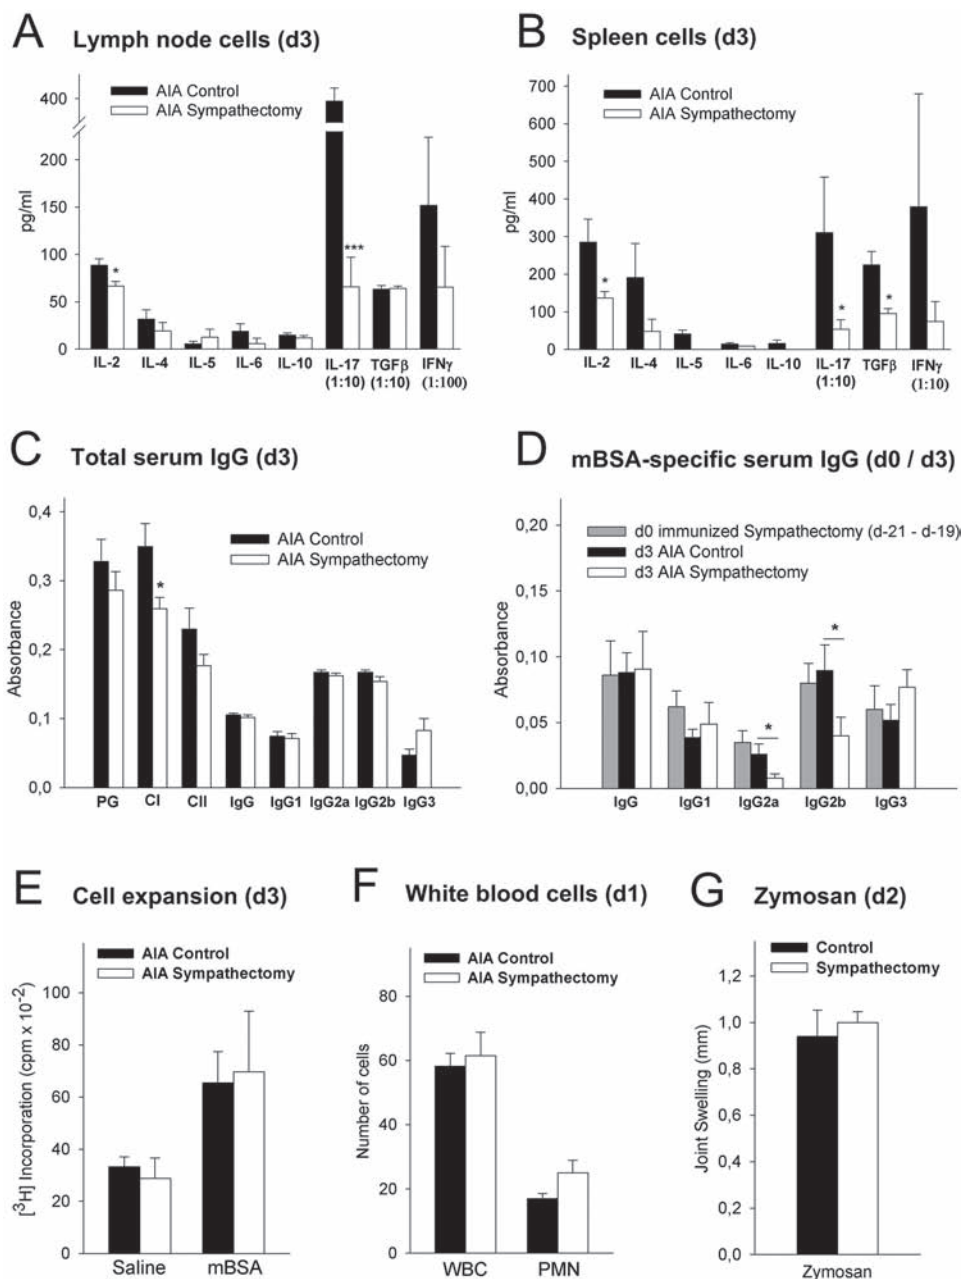 A Lymph node cells (d3)
AIA Control
AIA Sympathectomy
pg/ml
400
200
150
100
50
0
*
***
IL-2 IL-4 IL-5 IL-6 IL-10 IL-17 TGFβ IFNγ
(1:10) (1:10) (1:100)
B Spleen cells (d3)
AIA Control
AIA Sympathectomy
pg/ml
700
600
500
400
300
200
100
0
*
*
*
IL-2 IL-4 IL-5 IL-6 IL-10 IL-17 TGFβ IFNγ
(1:10) (1:10)
C Total serum IgG (d3)
AIA Control
AIA Sympathectomy
Absorbance
0,4
0,3
0,2
0,1
0,0
*
PG CI CII IgG IgG1 IgG2a IgG2b IgG3
D mBSA-specific serum IgG (d0 / d3)
d0 immunized Sympathectomy (d-21 - d-19)
d3 AIA Control
d3 AIA Sympathectomy
Absorbance
0,20
0,15
0,10
0,05
0,00
*
*
IgG IgG1 IgG2a IgG2b IgG3
E Cell expansion (d3)
AIA Control
AIA Sympathectomy
[³H] Incorporation (cpm x 10⁻²)
100
80
60
40
20
0
Saline mBSA
F White blood cells (d1)
AIA Control
AIA Sympathectomy
Number of cells
80
60
40
20
0
WBC PMN
G Zymosan (d2)
Control
Sympathectomy
Joint Swelling (mm)
1,2
1,0
0,8
0,6
0,4
0,2
0,0
Zymosan